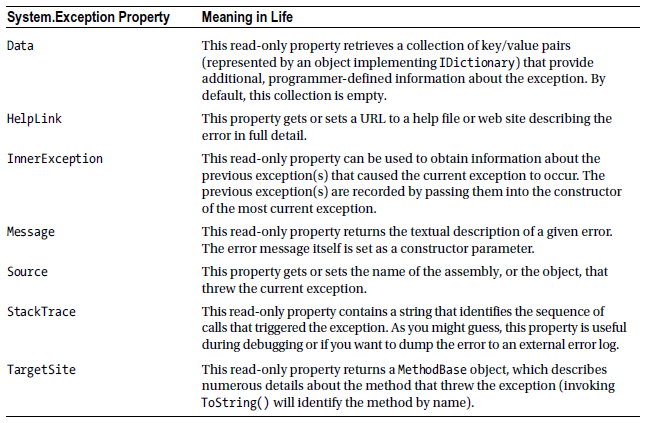 System.Exception Property Meaning in Life
Data This read-only property retrieves a collection of key/value pairs
(represented by an object implementing IDictionary) that provide
additional, programmer-defined information about the exception. By
default, this collection is empty.
HelpLink This property gets or sets a URL to a help file or web site describing the
error in full detail.
InnerException This read-only property can be used to obtain information about the
previous exception(s) that caused the current exception to occur. The
previous exception(s) are recorded by passing them into the constructor
of the most current exception.
Message This read-only property returns the textual description of a given error.
The error message itself is set as a constructor parameter.
Source This property gets or sets the name of the assembly, or the object, that
threw the current exception.
StackTrace This read-only property contains a string that identifies the sequence of
calls that triggered the exception. As you might guess, this property is useful
during debugging or if you want to dump the error to an external error log.
TargetSite This read-only property returns a MethodBase object, which describes
numerous details about the method that threw the exception (invoking
ToString() will identify the method by name).